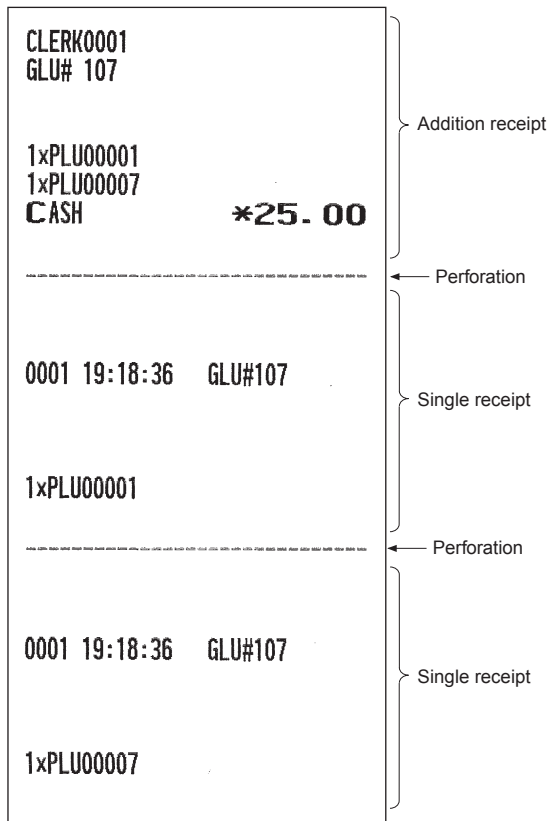 CLERK0001
GLU# 107
Addition receipt
1xPLU00001
1xPLU00007
CASH *25.00
Perforation
0001 19:18:36 GLU#107
Single receipt
1xPLU00001
Perforation
0001 19:18:36 GLU#107
Single receipt
1xPLU00007